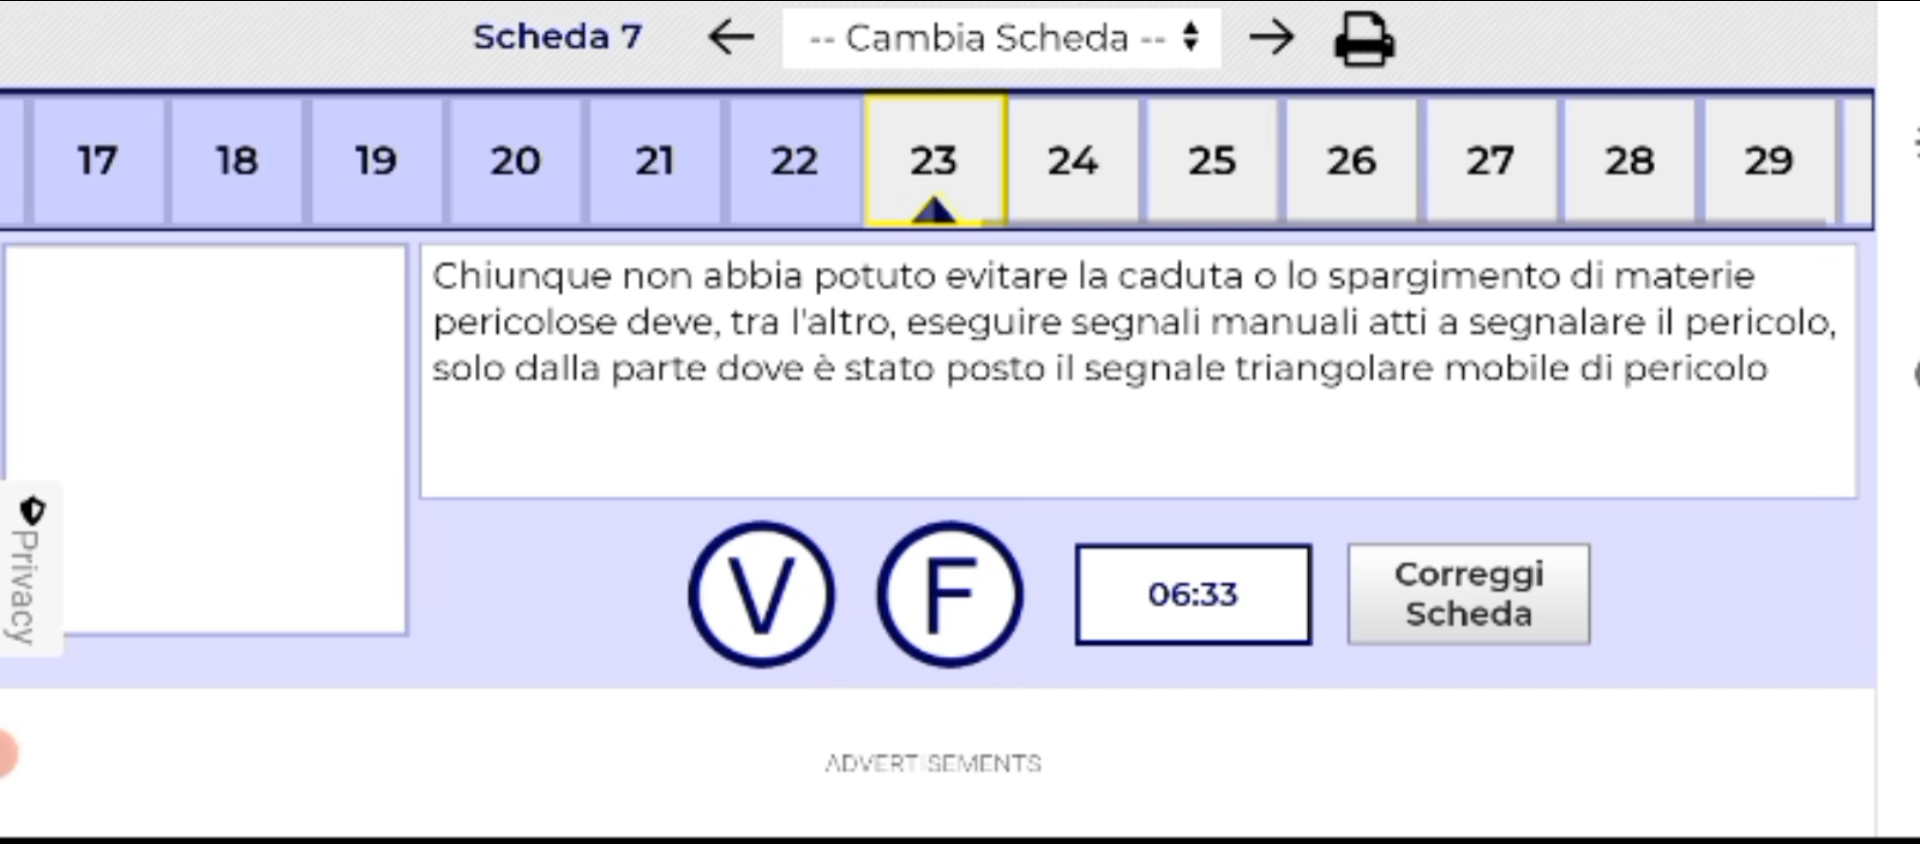 Scheda 7
-- Cambia Scheda --
17 18 19 20 21 22 23 24 25 26 27 28 29
Chiunque non abbia potuto evitare la caduta o lo spargimento di materie
pericolose deve, tra l'altro, eseguire segnali manuali atti a segnalare il pericolo,
solo dalla parte dove è stato posto il segnale triangolare mobile di pericolo
Privacy
V F 06:33
Correggi
Scheda
ADVERTISEMENTS